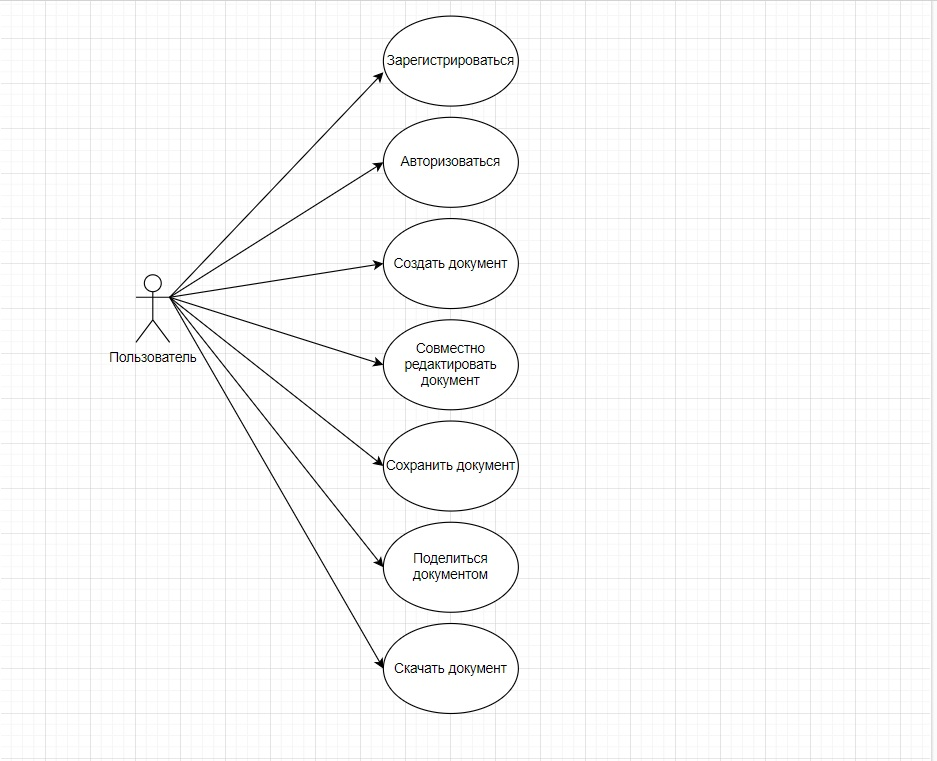 Зарегистрироваться
Авторизоваться
Создать документ
Пользователь
Совместно
редактировать
документ
Сохранить документ
Поделиться
документом
Скачать документ